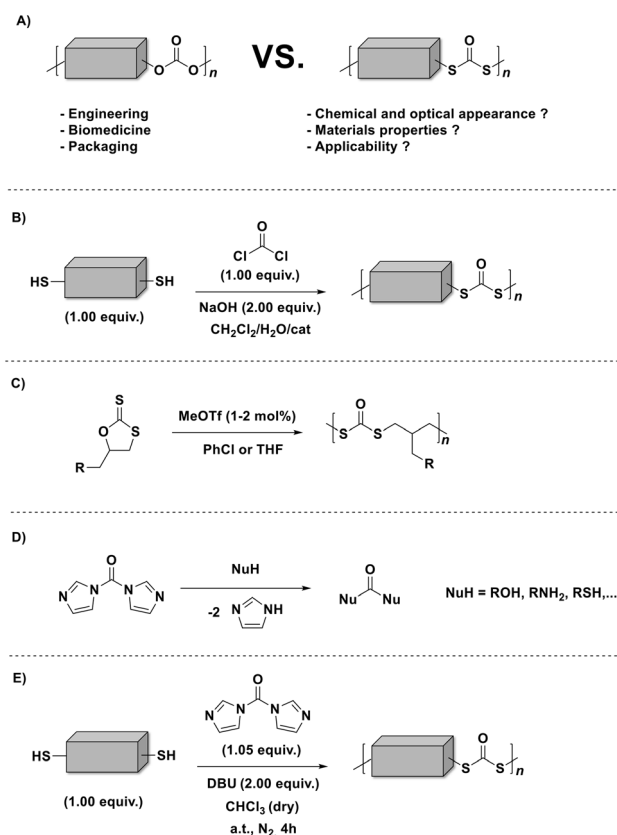 A)
O
O O n
VS.
O
S S n
- Engineering
- Biomedicine
- Packaging
- Chemical and optical appearance ?
- Materials properties ?
- Applicability ?
B)
HS SH
(1.00 equiv.)
O
Cl Cl
(1.00 equiv.)
NaOH (2.00 equiv.)
CH₂Cl₂/H₂O/cat
O
S S n
C)
S
O S
R
MeOTf (1-2 mol%)
PhCl or THF
O
S S n
R
D)
O
N N N N
NuH
-2 N NH
O
Nu Nu
NuH = ROH, RNH₂, RSH,...
E)
HS SH
(1.00 equiv.)
O
N N N N
(1.05 equiv.)
DBU (2.00 equiv.)
CHCl₃ (dry)
a.t., N₂ 4h
O
S S n